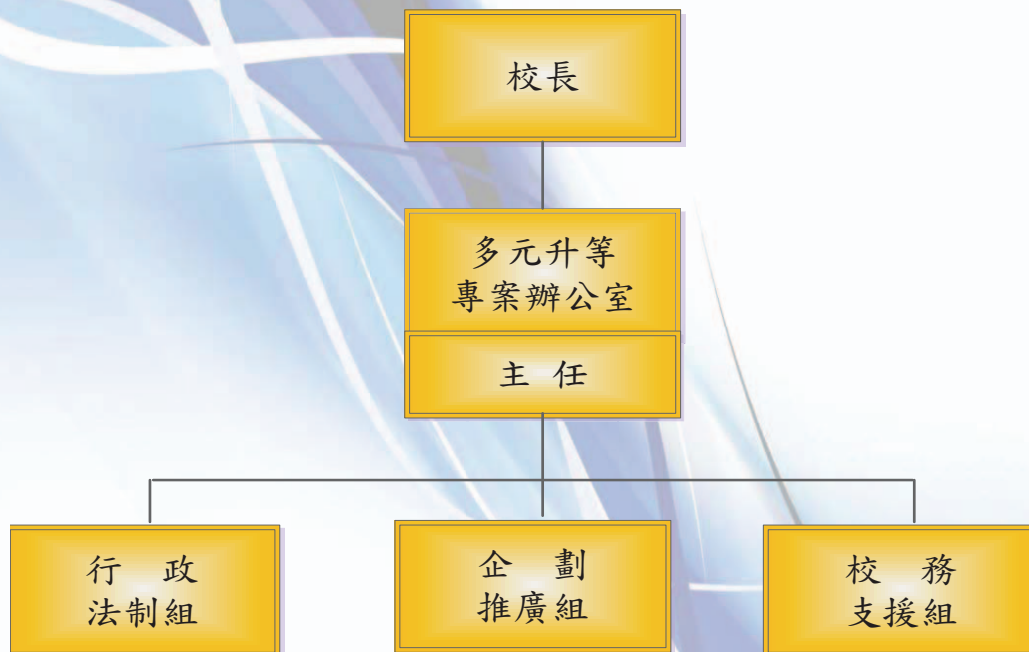 校長
多元升等
專案辦公室
主 任
行 政
法制組
企 劃
推廣組
校 務
支援組